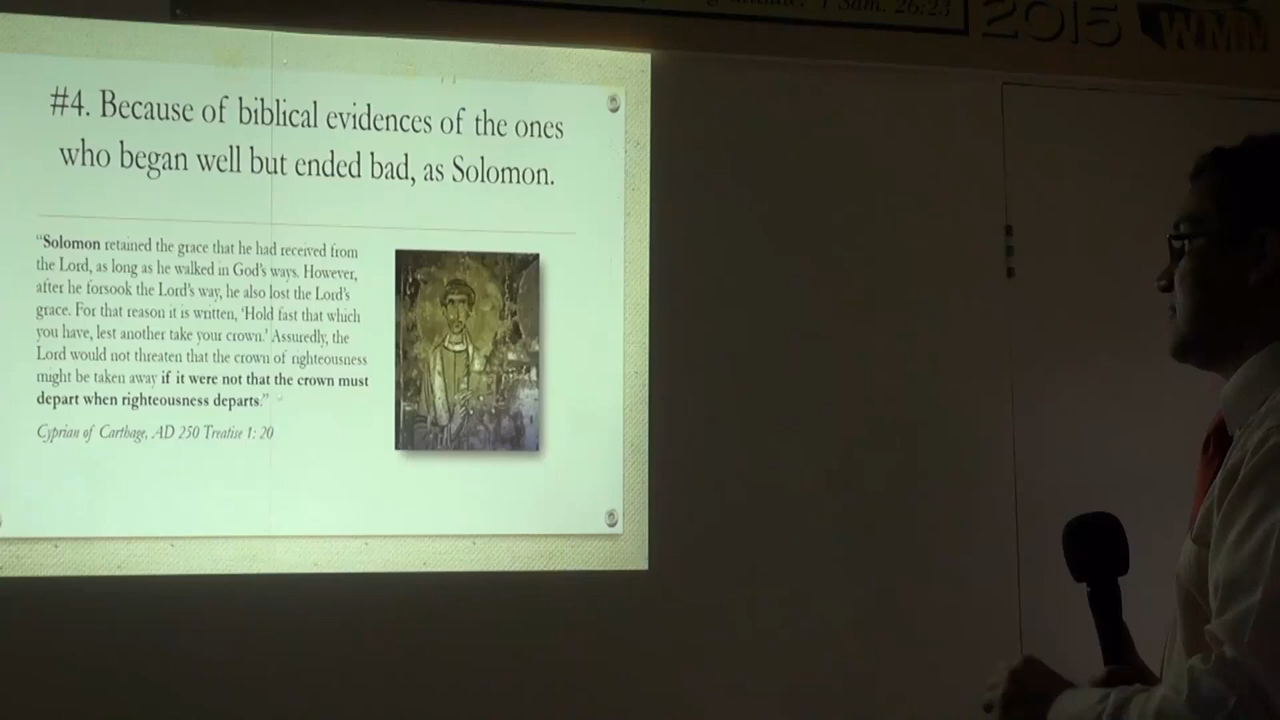 1 Sam. 26:23
2015
WMM
#4. Because of biblical evidences of the ones
who began well but ended bad, as Solomon.
“Solomon retained the grace that he had received from
the Lord, as long as he walked in God’s ways. However,
after he forsook the Lord’s way, he also lost the Lord’s
grace. For that reason it is written, ‘Hold fast that which
you have, lest another take your crown.’ Assuredly, the
Lord would not threaten that the crown of righteousness
might be taken away if it were not that the crown must
depart when righteousness departs.”
Cyprian of Carthage, AD 250 Treatise 1: 20